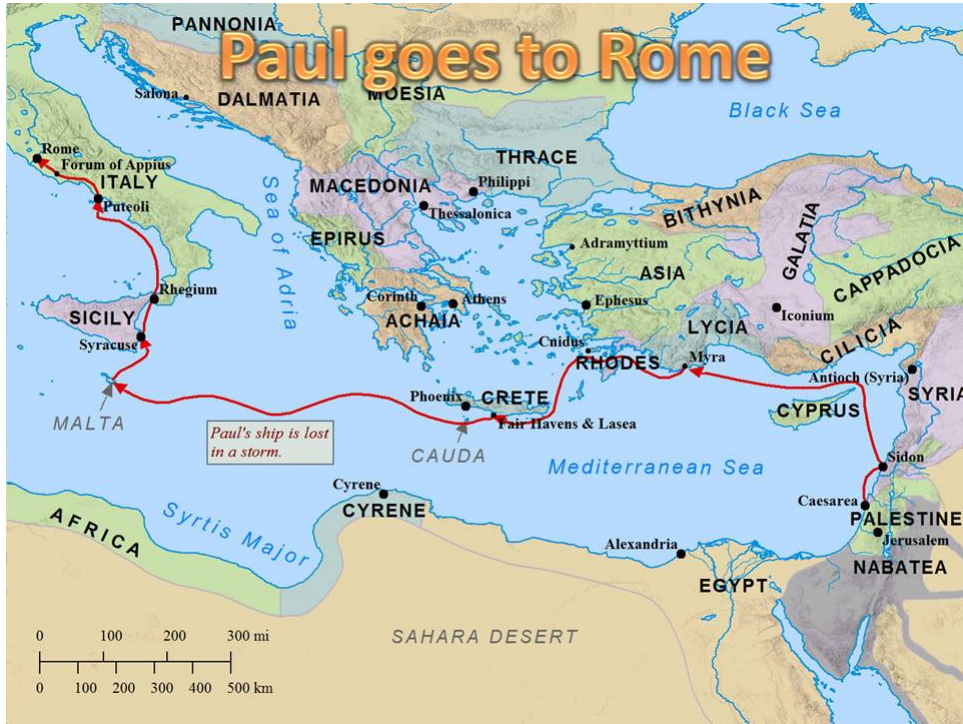 Paul goes to Rome
PANNONIA
Salona
DALMATIA
MOESIA
Black Sea
Rome
Forum of Appius
ITALY
Puteoli
Sea of Adria
MACEDONIA
THRACE
Philippi
Thessalonica
EPIRUS
BITHYNIA
GALATIA
CAPPADOCIA
Adramyttium
ASIA
Rhegium
SICILY
Syracuse
Corinth
Athens
ACHAIA
Ephesus
Iconium
LYCIA
CILICIA
Cnidus
RHODES
Myra
Antioch (Syria)
SYRIA
MALTA
Phoenix
CRETE
Fair Havens & Lasea
CYPRUS
Paul's ship is lost
in a storm.
CAUDA
Mediterranean Sea
Sidon
Cyrene
CYRENE
Caesarea
PALESTINE
Jerusalem
AFRICA
Syrtis Major
Alexandria
EGYPT
NABATEA
SAHARA DESERT
0 100 200 300 mi
0 100 200 300 400 500 km